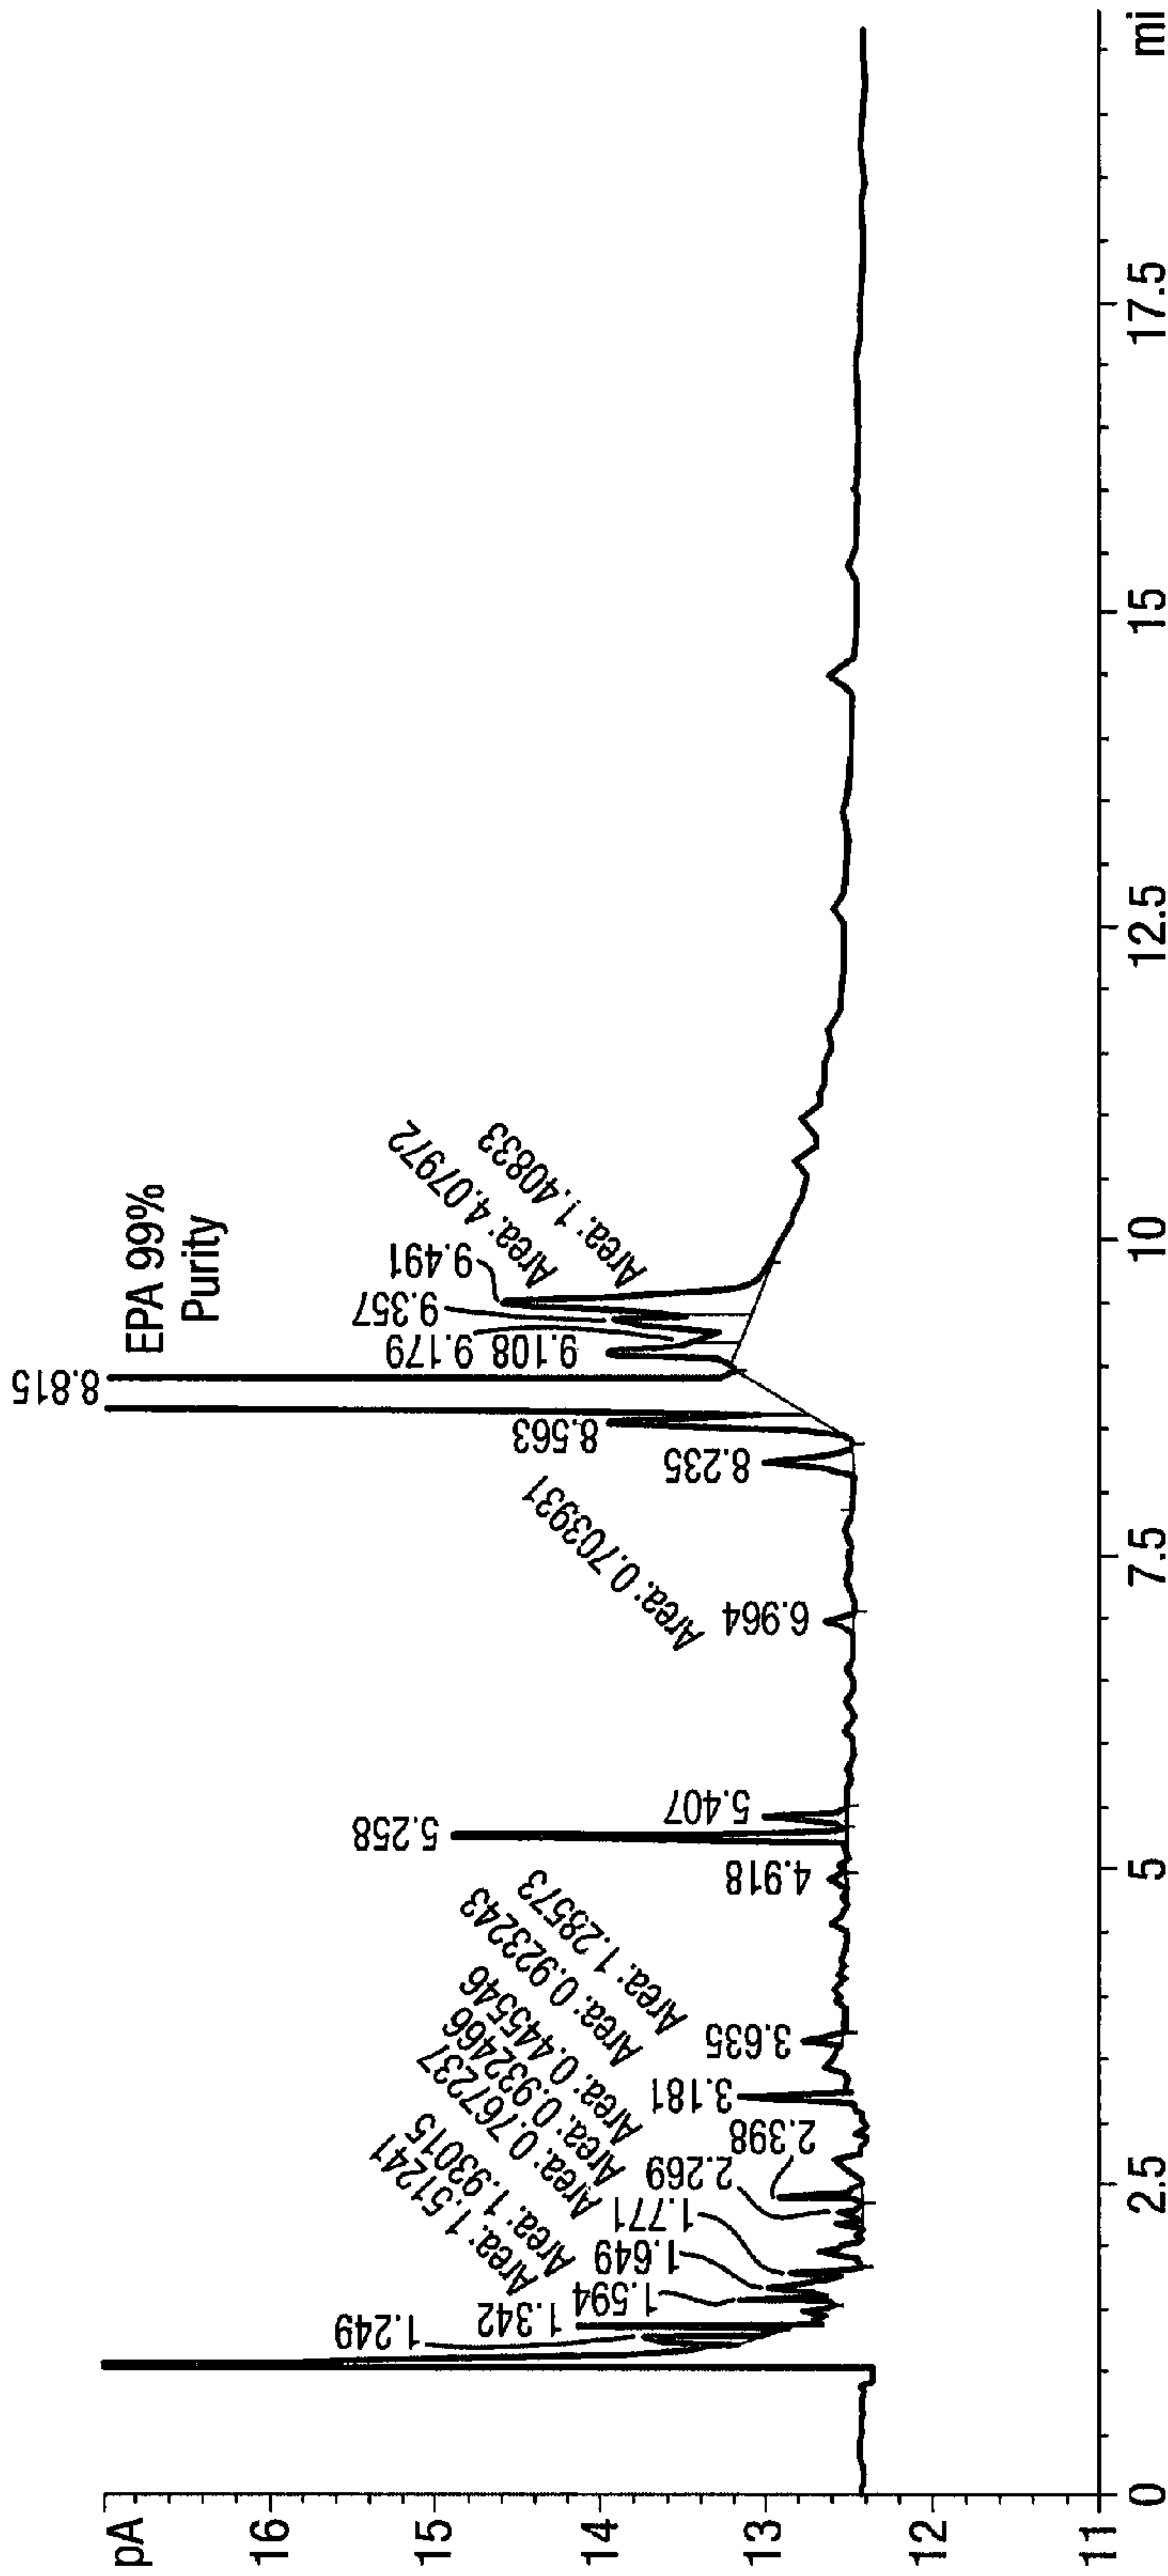 pA
16
15
14
13
12
11
0
2.5
5
7.5
10
12.5
15
17.5
mi
EPA 99%
Purity
1.249
1.342
Area: 1.51241
Area: 1.93015
1.594
Area: 0.767237
1.649
Area: 0.932466
1.771
Area: 0.445546
2.269
Area: 0.923243
2.398
3.181
Area: 1.28573
3.635
4.918
5.258
5.407
6.964
Area: 0.703931
8.235
8.563
8.815
9.108
9.179
9.357
9.491
Area: 4.07972
Area: 1.40833